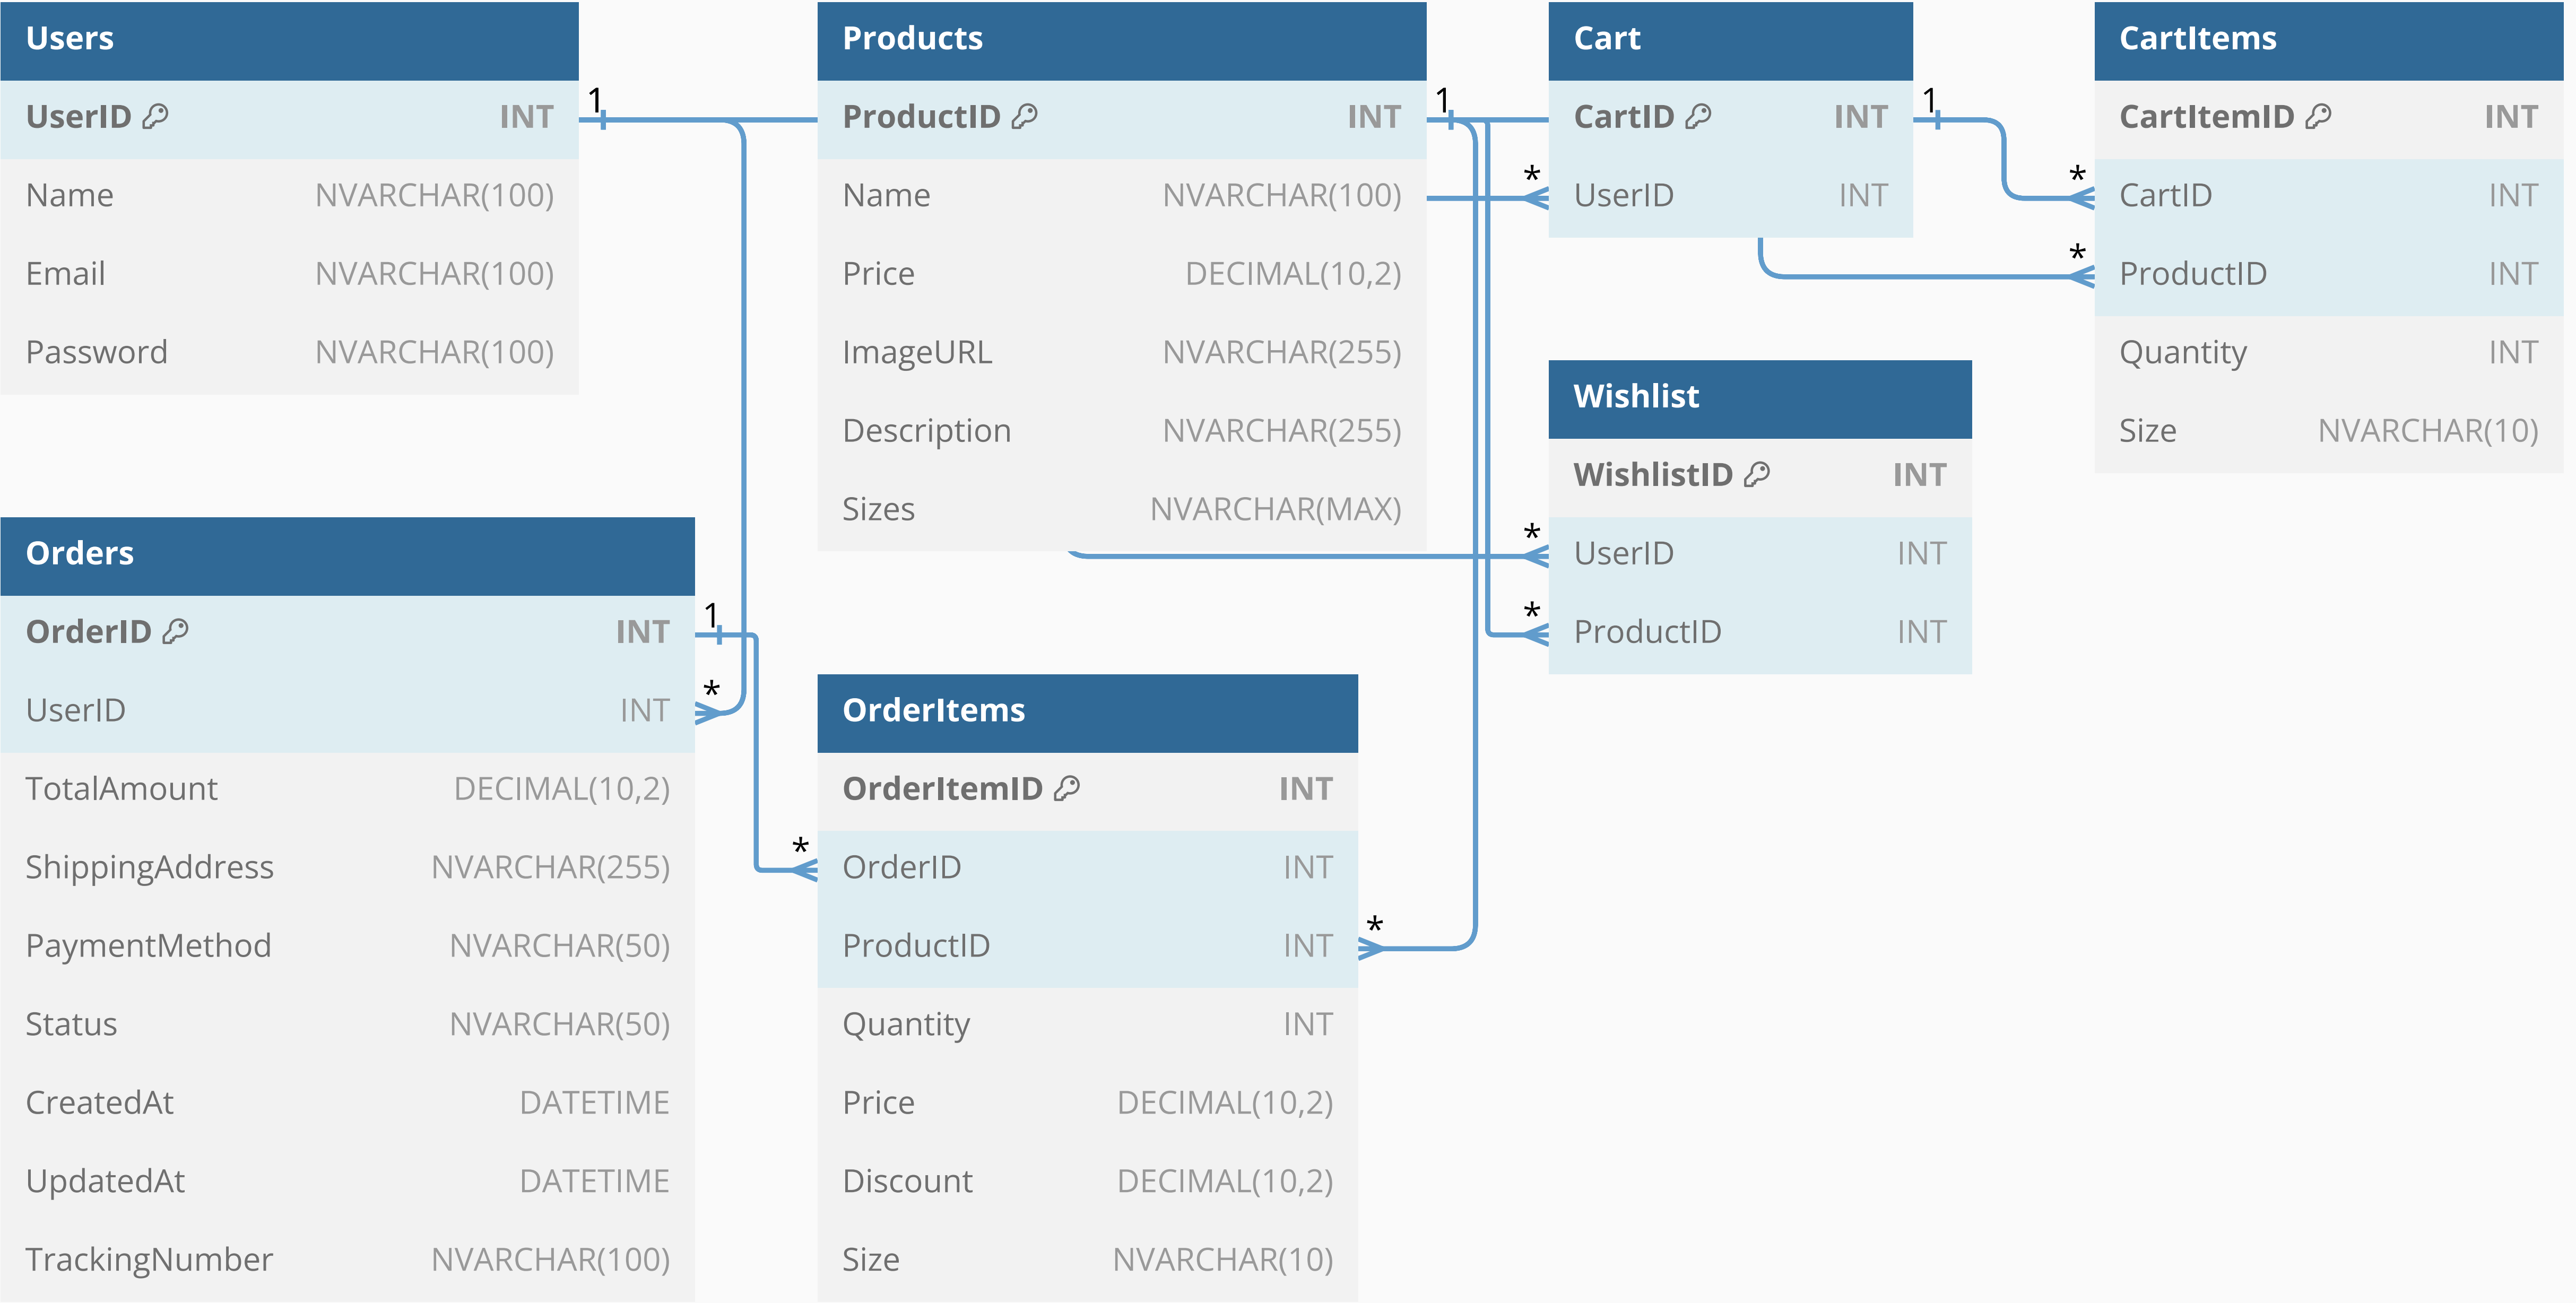 Users
UserID INT
Name NVARCHAR(100)
Email NVARCHAR(100)
Password NVARCHAR(100)
Products
ProductID INT
Name NVARCHAR(100)
Price DECIMAL(10,2)
ImageURL NVARCHAR(255)
Description NVARCHAR(255)
Sizes NVARCHAR(MAX)
Cart
CartID INT
UserID INT
CartItems
CartItemID INT
CartID INT
ProductID INT
Quantity INT
Size NVARCHAR(10)
Wishlist
WishlistID INT
UserID INT
ProductID INT
Orders
OrderID INT
UserID INT
TotalAmount DECIMAL(10,2)
ShippingAddress NVARCHAR(255)
PaymentMethod NVARCHAR(50)
Status NVARCHAR(50)
CreatedAt DATETIME
UpdatedAt DATETIME
TrackingNumber NVARCHAR(100)
OrderItems
OrderItemID INT
OrderID INT
ProductID INT
Quantity INT
Price DECIMAL(10,2)
Discount DECIMAL(10,2)
Size NVARCHAR(10)
1
1
1
*
*
*
*
*
1
*
*
*